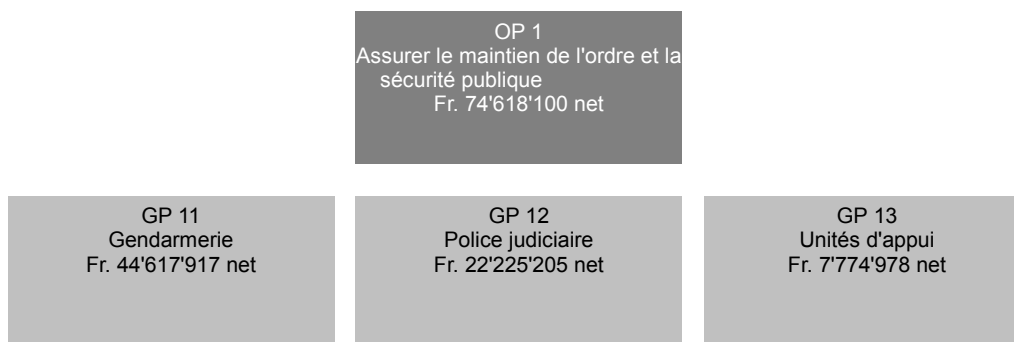 OP 1
Assurer le maintien de l'ordre et la
sécurité publique
Fr. 74'618'100 net
GP 11
Gendarmerie
Fr. 44'617'917 net
GP 12
Police judiciaire
Fr. 22'225'205 net
GP 13
Unités d'appui
Fr. 7'774'978 net